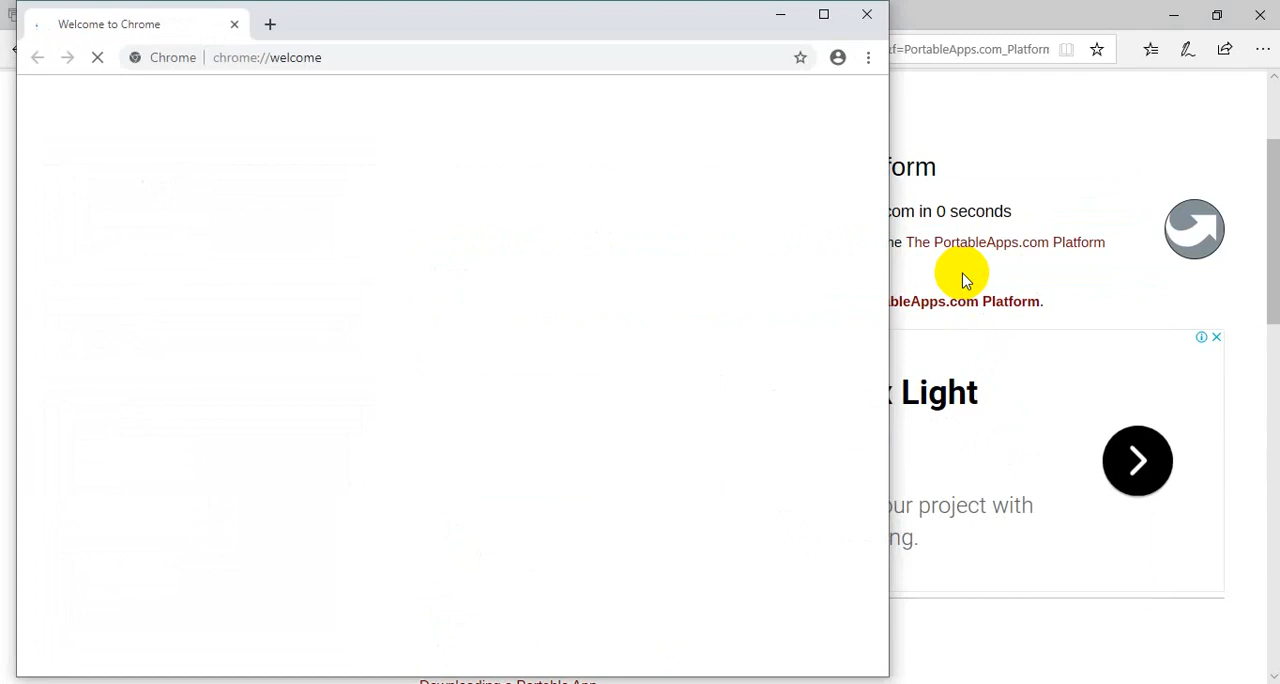 Welcome to Chrome
Chrome | chrome://welcome
f=PortableApps.com_Platform
form
com in 0 seconds
ne The PortableApps.com Platform
bleApps.com Platform.
Light
our project with
ng.